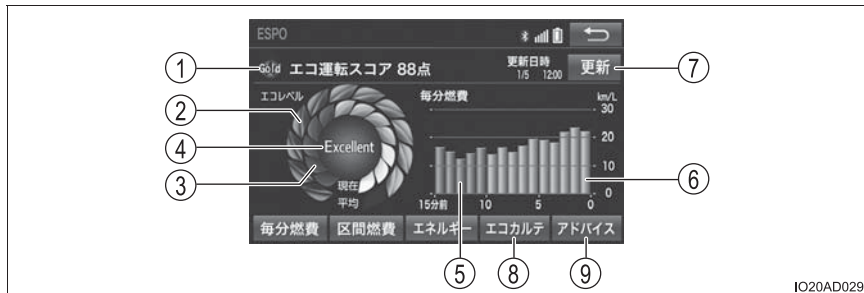 ESPO
① Gold エコ運転スコア 88点 更新日時 1/5 12:00 更新 ⑦
エコレベル 毎分燃費 km/L
② 30
④ Excellent 20
③ 10 ⑥
現在 0
平均 15分前 10 5 0
毎分燃費 区間燃費 エネルギー エコカルテ アドバイス
⑤ ⑧ ⑨
IO20AD029